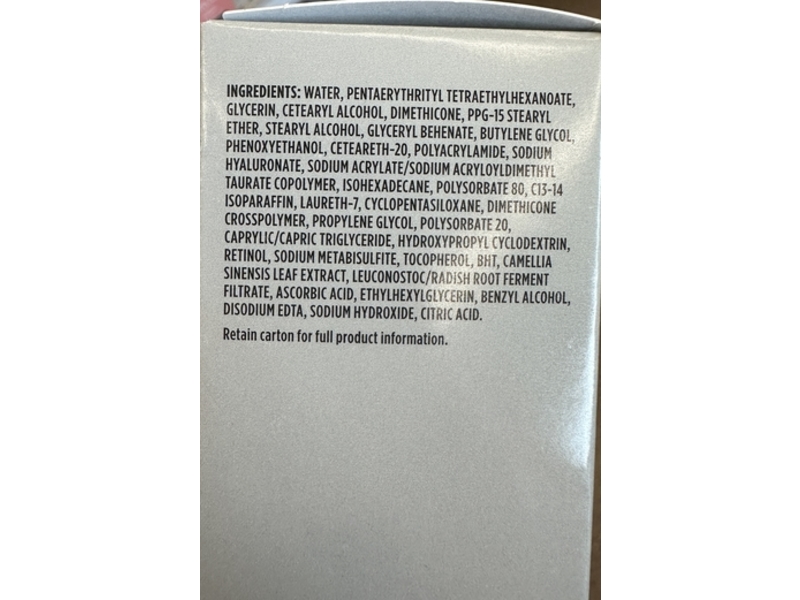 INGREDIENTS: WATER, PENTAERYTHRITYL TETRAETHYLHEXANOATE,
GLYCERIN, CETEARYL ALCOHOL, DIMETHICONE, PPG-15 STEARYL
ETHER, STEARYL ALCOHOL, GLYCERYL BEHENATE, BUTYLENE GLYCOL,
PHENOXYETHANOL, CETEARETH-20, POLYACRYLAMIDE, SODIUM
HYALURONATE, SODIUM ACRYLATE/SODIUM ACRYLOYLDIMETHYL
TAURATE COPOLYMER, ISOHEXADECANE, POLYSORBATE 80, C13-14
ISOPARAFFIN, LAURETH-7, CYCLOPENTASILOXANE, DIMETHICONE
CROSSPOLYMER, PROPYLENE GLYCOL, POLYSORBATE 20,
CAPRYLIC/CAPRIC TRIGLYCERIDE, HYDROXYPROPYL CYCLODEXTRIN,
RETINOL, SODIUM METABISULFITE, TOCOPHEROL, BHT, CAMELLIA
SINENSIS LEAF EXTRACT, LEUCONOSTOC/RADISH ROOT FERMENT
FILTRATE, ASCORBIC ACID, ETHYLHEXYLGLYCERIN, BENZYL ALCOHOL,
DISODIUM EDTA, SODIUM HYDROXIDE, CITRIC ACID.
Retain carton for full product information.